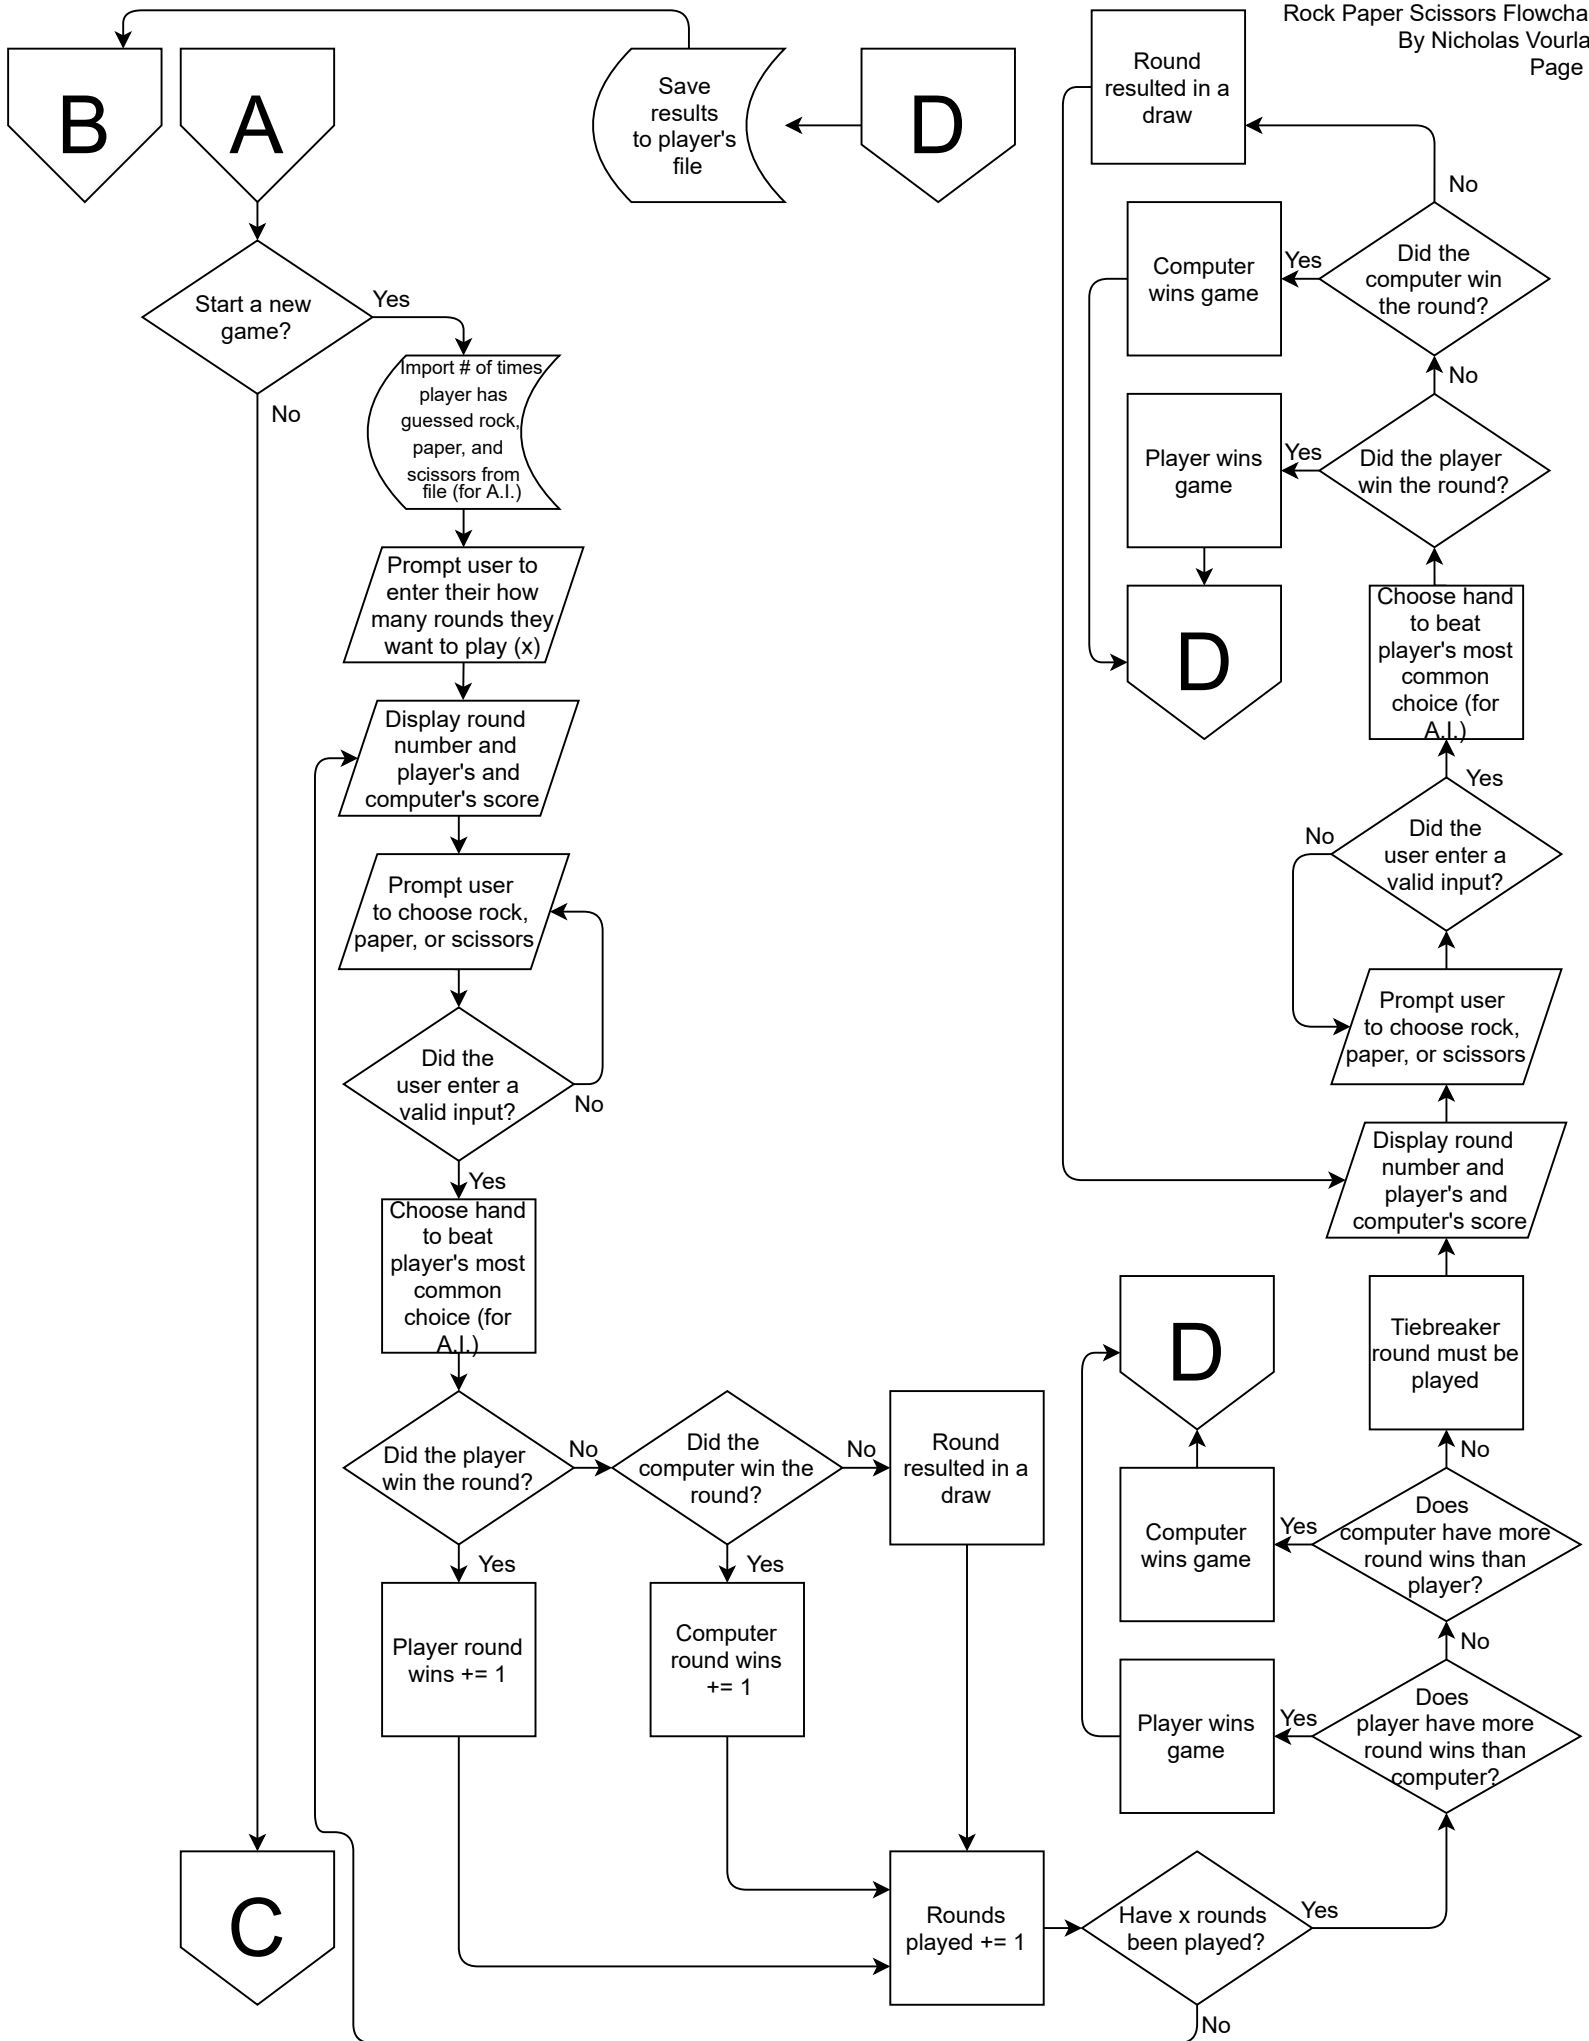 Rock Paper Scissors Flowcha
By Nicholas Vourla
Page
B
A
Save
results
to player's
file
D
Start a new
game?
Yes
No
Import # of times
player has
guessed rock,
paper, and
scissors from
file (for A.I.)
Prompt user to
enter their how
many rounds they
want to play (x)
Display round
number and
player's and
computer's score
Prompt user
to choose rock,
paper, or scissors
Did the
user enter a
valid input?
No
Yes
Choose hand
to beat
player's most
common
choice (for
A.I.)
Did the player
win the round?
No
Yes
Did the
computer win the
round?
No
Yes
Round
resulted in a
draw
Player round
wins += 1
Computer
round wins
+= 1
C
Rounds
played += 1
Have x rounds
been played?
Yes
No
Does
player have more
round wins than
computer?
Yes
No
Player wins
game
Does
computer have more
round wins than
player?
Yes
No
Computer
wins game
D
Tiebreaker
round must be
played
Display round
number and
player's and
computer's score
Prompt user
to choose rock,
paper, or scissors
Did the
user enter a
valid input?
No
Yes
Choose hand
to beat
player's most
common
choice (for
A.I.)
Did the player
win the round?
Yes
No
Player wins
game
D
Did the
computer win
the round?
Yes
No
Computer
wins game
Round
resulted in a
draw